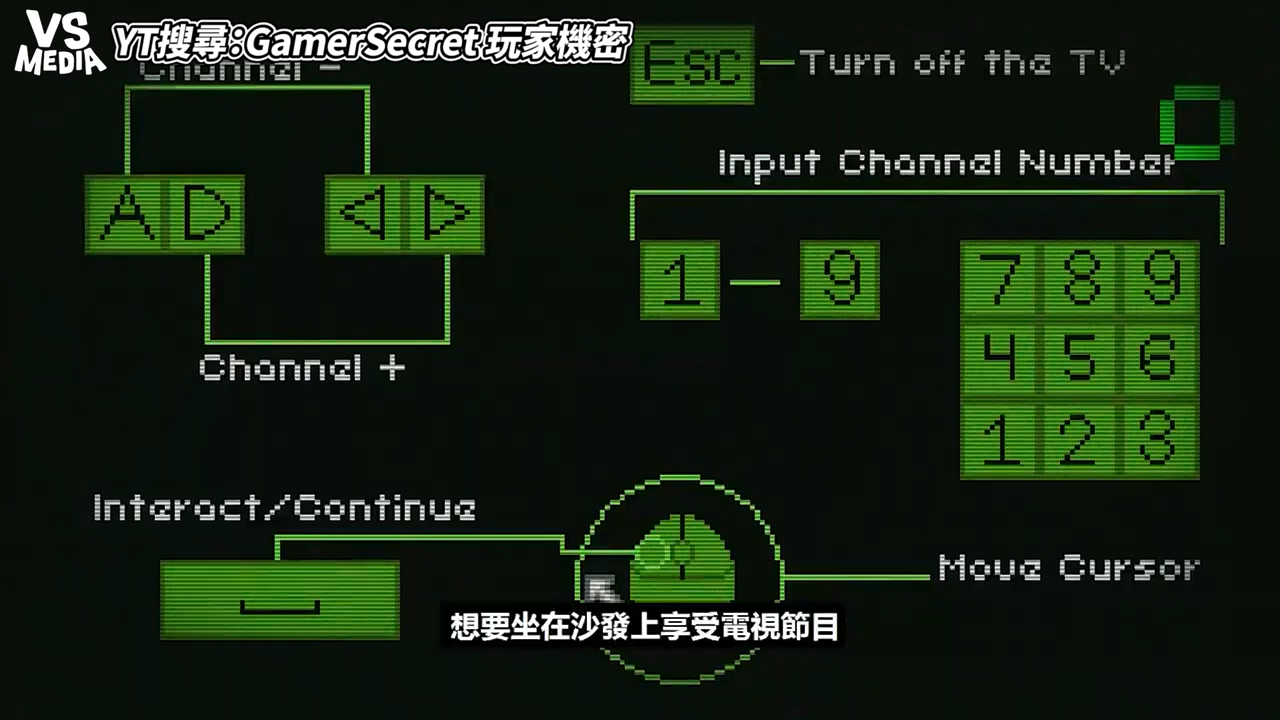 VS
MEDIA
YT搜尋:GamerSecret 玩家機密
Channel -
Esc
Turn off the TV
Input Channel Number
A D
1
9
7 8 9
4 5 6
1 2 3
Channel +
Interact/Continue
Move Cursor
想要坐在沙發上享受電視節目